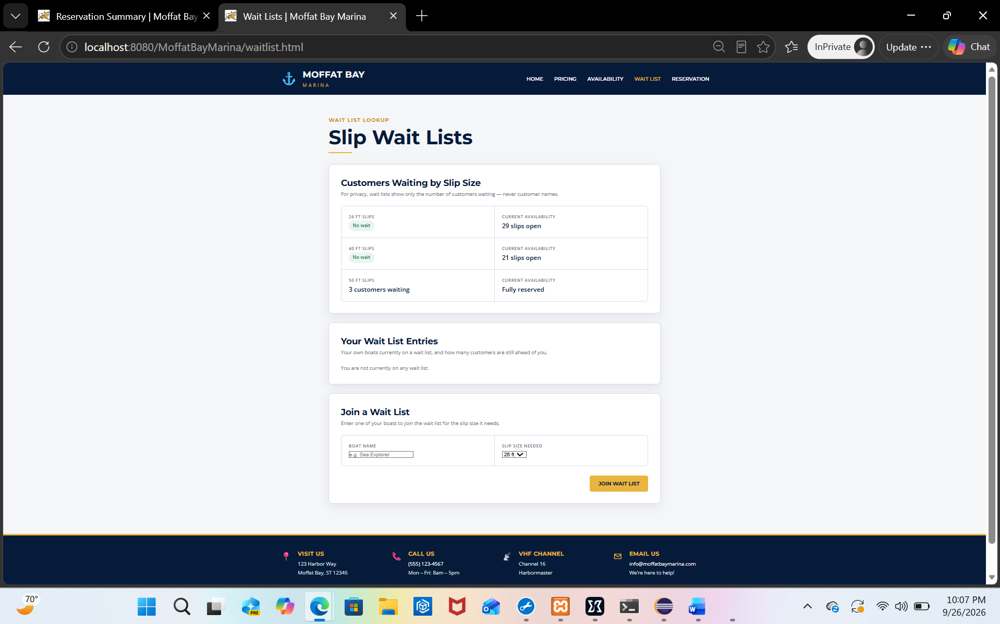 Reservation Summary | Moffat Bay
Wait Lists | Moffat Bay Marina
localhost:8080/MoffatBayMarina/waitlist.html
InPrivate
Update
Chat
MOFFAT BAY
MARINA
HOME
PRICING
AVAILABILITY
WAIT LIST
RESERVATION
WAIT LIST LOOKUP
Slip Wait Lists
Customers Waiting by Slip Size
For privacy, wait lists show only the number of customers waiting — never customer names.
26 FT SLIPS
No wait
CURRENT AVAILABILITY
29 slips open
40 FT SLIPS
No wait
CURRENT AVAILABILITY
21 slips open
50 FT SLIPS
3 customers waiting
CURRENT AVAILABILITY
Fully reserved
Your Wait List Entries
Your own boats currently on a wait list, and how many customers are still ahead of you.
You are not currently on any wait list.
Join a Wait List
Enter one of your boats to join the wait list for the slip size it needs.
BOAT NAME
e.g. Sea Explorer
SLIP SIZE NEEDED
26 ft
JOIN WAIT LIST
VISIT US
123 Harbor Way
Moffat Bay, ST 12345
CALL US
(555) 123-4567
Mon – Fri: 8am – 5pm
VHF CHANNEL
Channel 16
Harbormaster
EMAIL US
info@moffatbaymarina.com
We're here to help!
70°
PRE
10:07 PM
9/26/2026